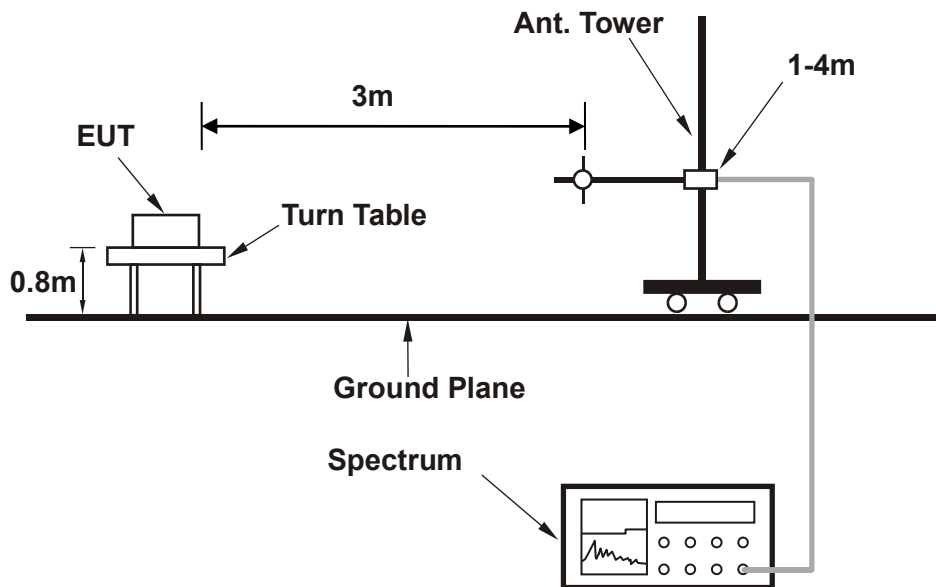 Ant. Tower
1-4m
3m
EUT
Turn Table
0.8m
Ground Plane
Spectrum